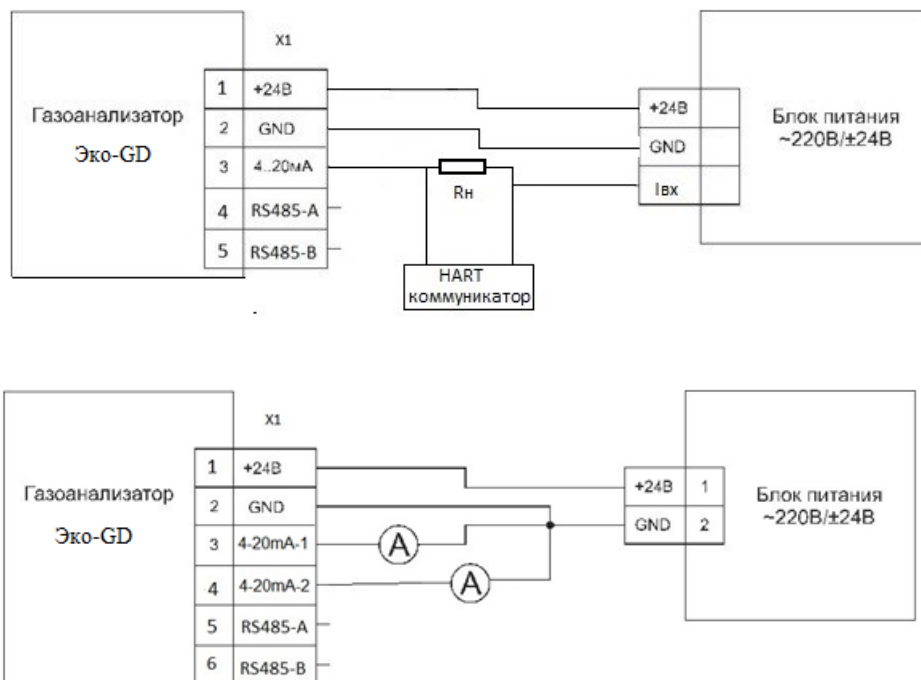 X1
1 +24В
2 GND
3 4..20мА
4 RS485-A
5 RS485-B
Газоанализатор
Эко-GD
Rн
HART
коммуникатор
+24В
GND
Iвх
Блок питания
~220В/±24В
X1
1 +24В
2 GND
3 4-20mA-1
4 4-20mA-2
5 RS485-A
6 RS485-B
Газоанализатор
Эко-GD
A
A
+24В 1
GND 2
Блок питания
~220В/±24В